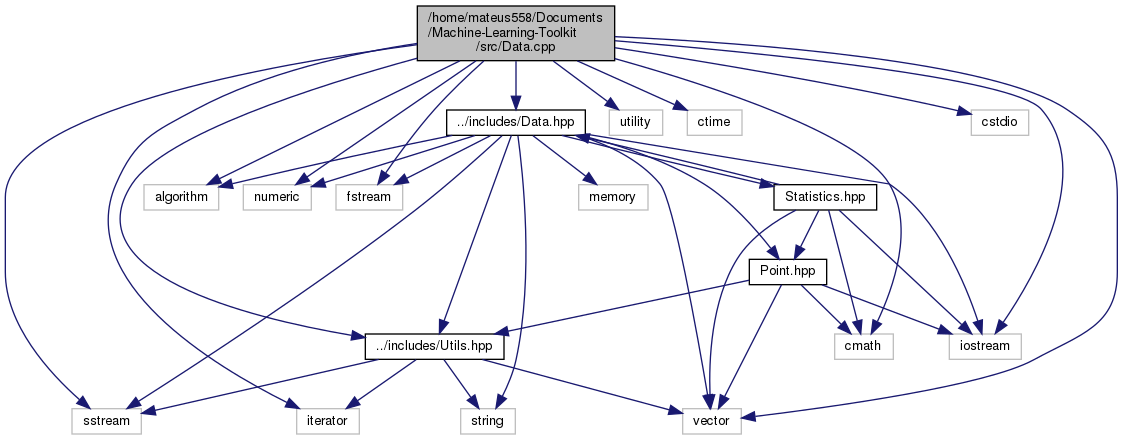 /home/mateus558/Documents
/Machine-Learning-Toolkit
/src/Data.cpp
../includes/Data.hpp
utility
ctime
cstdio
algorithm
numeric
fstream
memory
Statistics.hpp
Point.hpp
../includes/Utils.hpp
cmath
iostream
sstream
iterator
string
vector